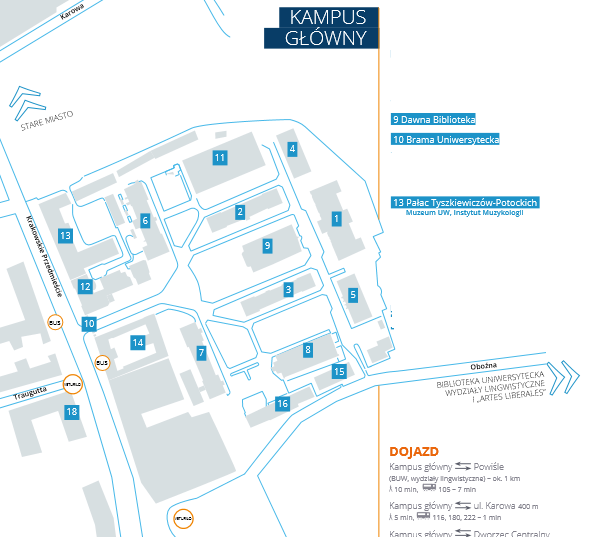 KAMPUS
GŁÓWNY
Karowa
STARE MIASTO
9 Dawna Biblioteka
10 Brama Uniwersytecka
13 Pałac Tyszkiewiczów-Potockich
Muzeum UW, Instytut Muzykologii
11
4
2
1
6
13
9
Krakowskie Przedmieście
12
3
5
10
BUS
14
7
8
BUS
15
Oboźna
BIBLIOTEKA UNIWERSYTECKA
WYDZIAŁY LINGWISTYCZNE
I „ARTES LIBERALES”
Traugutta
VETURILO
18
16
VETURILO
DOJAZD
Kampus główny Powiśle
(BUW, wydziały lingwistyczne) – ok. 1 km
10 min, 105 – 7 min
Kampus główny ul. Karowa 400 m
5 min, 116, 180, 222 – 1 min
Kampus główny Dworzec Centralny